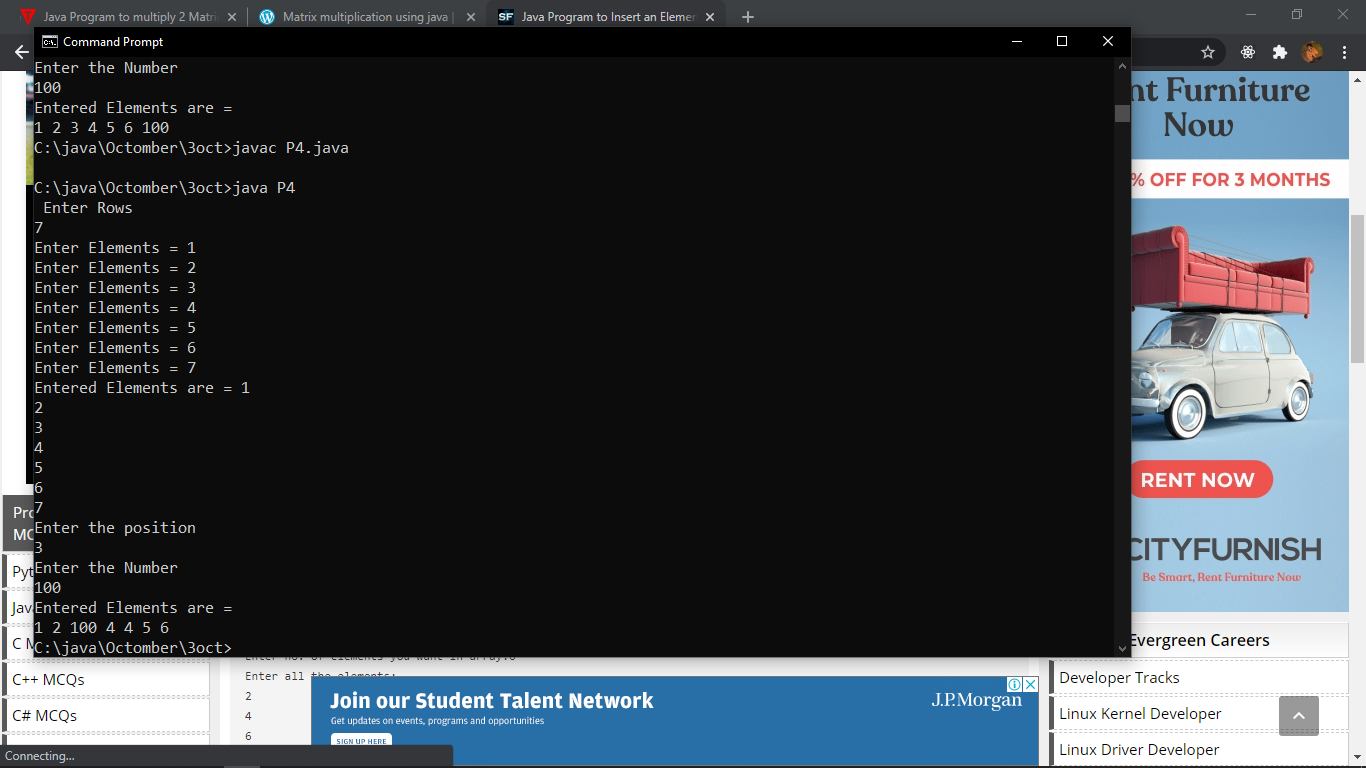 Java Program to multiply 2 Matri
Matrix multiplication using java |
SF Java Program to Insert an Elemer
Command Prompt
Enter the Number
100
Entered Elements are =
1 2 3 4 5 6 100
C:\java\Octomber\3oct>javac P4.java
C:\java\Octomber\3oct>java P4
Enter Rows
7
Enter Elements = 1
Enter Elements = 2
Enter Elements = 3
Enter Elements = 4
Enter Elements = 5
Enter Elements = 6
Enter Elements = 7
Entered Elements are = 1
2
3
4
5
6
7
Enter the position
3
Enter the Number
100
Entered Elements are =
1 2 100 4 4 5 6
C:\java\Octomber\3oct>
nt Furniture
Now
% OFF FOR 3 MONTHS
RENT NOW
CITYFURNISH
Be Smart, Rent Furniture Now
Pro
MC
Pyt
Jav
C M
C++ MCQs
C# MCQs
Enter no. of elements you want in array:6
Enter all the elements:
2
4
6
Join our Student Talent Network
Get updates on events, programs and opportunities
SIGN UP HERE
J.P.Morgan
Evergreen Careers
Developer Tracks
Linux Kernel Developer
Linux Driver Developer
Connecting...